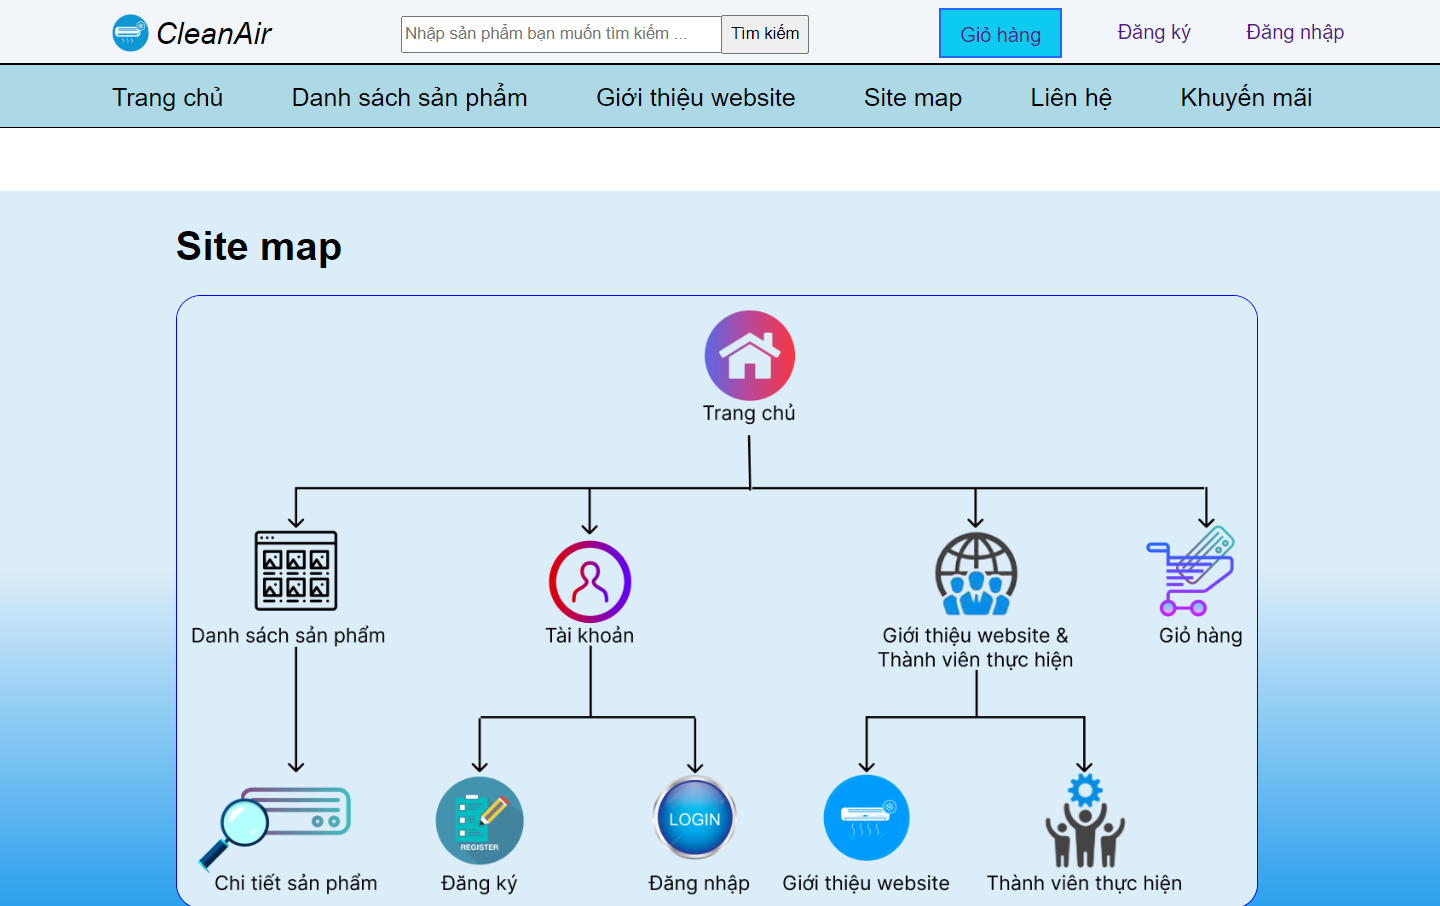 CleanAir
Nhập sản phẩm bạn muốn tìm kiếm ...
Tìm kiếm
Giỏ hàng
Đăng ký
Đăng nhập
Trang chủ
Danh sách sản phẩm
Giới thiệu website
Site map
Liên hệ
Khuyến mãi
Site map
Trang chủ
Danh sách sản phẩm
Tài khoản
Giới thiệu website &
Thành viên thực hiện
Giỏ hàng
REGISTER
LOGIN
Chi tiết sản phẩm
Đăng ký
Đăng nhập
Giới thiệu website
Thành viên thực hiện